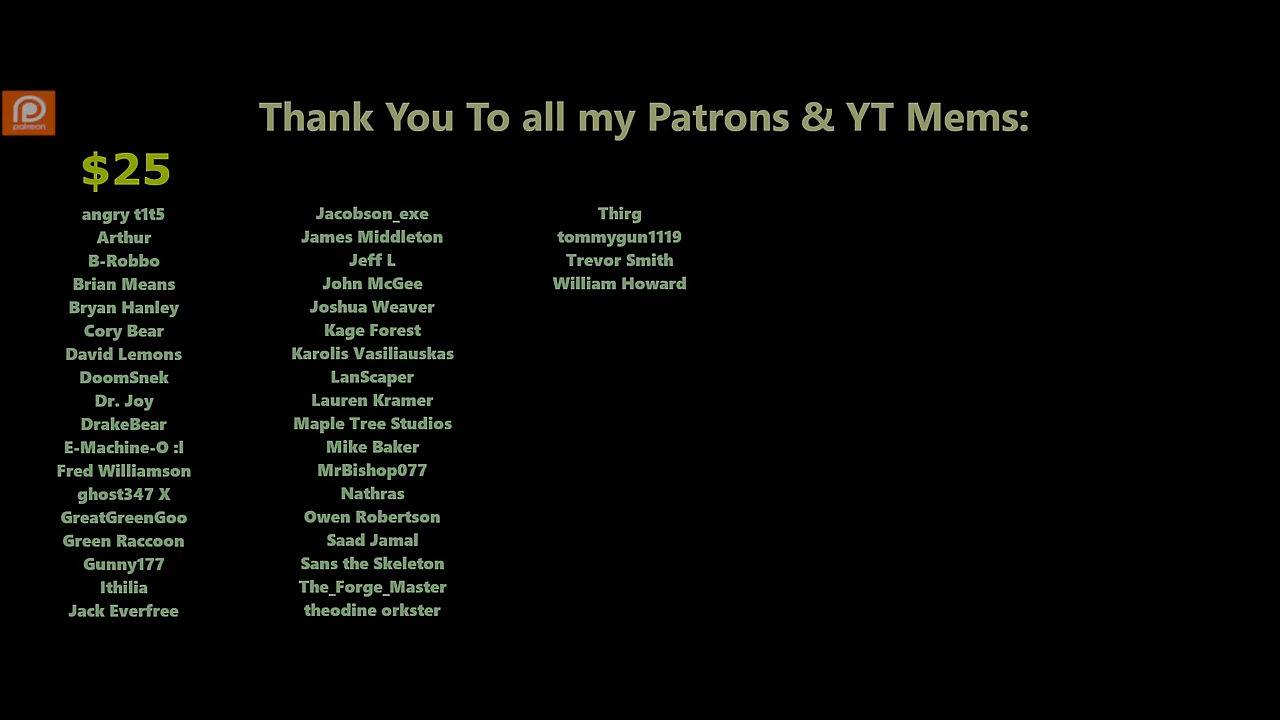 patreon
Thank You To all my Patrons & YT Mems:
$25
angry t1t5
Arthur
B-Robbo
Brian Means
Bryan Hanley
Cory Bear
David Lemons
DoomSnek
Dr. Joy
DrakeBear
E-Machine-O :l
Fred Williamson
ghost347 X
GreatGreenGoo
Green Raccoon
Gunny177
Ithilia
Jack Everfree
Jacobson_exe
James Middleton
Jeff L
John McGee
Joshua Weaver
Kage Forest
Karolis Vasiliauskas
LanScaper
Lauren Kramer
Maple Tree Studios
Mike Baker
MrBishop077
Nathras
Owen Robertson
Saad Jamal
Sans the Skeleton
The_Forge_Master
theodine orkster
Thirg
tommygun1119
Trevor Smith
William Howard